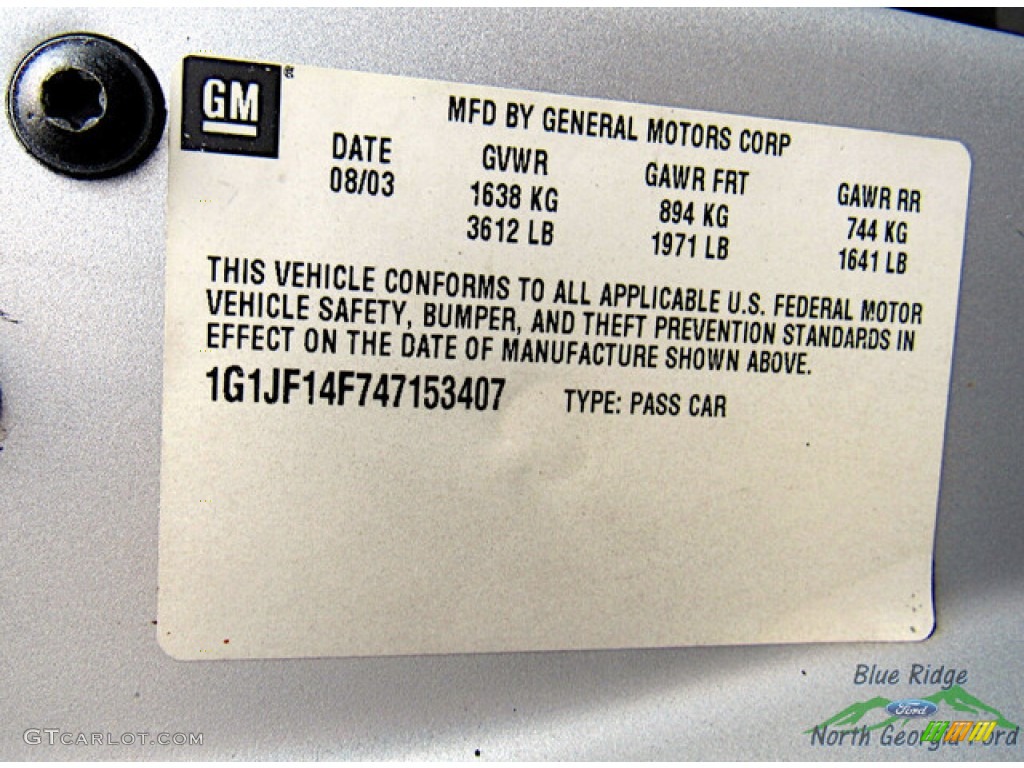 GM
MFD BY GENERAL MOTORS CORP
DATE GVWR GAWR FRT GAWR RR
08/03 1638 KG 894 KG 744 KG
3612 LB 1971 LB 1641 LB
THIS VEHICLE CONFORMS TO ALL APPLICABLE U.S. FEDERAL MOTOR
VEHICLE SAFETY, BUMPER, AND THEFT PREVENTION STANDARDS IN
EFFECT ON THE DATE OF MANUFACTURE SHOWN ABOVE.
1G1JF14F747153407 TYPE: PASS CAR
Blue Ridge
Ford
North Georgia Ford
GTcarlot.com